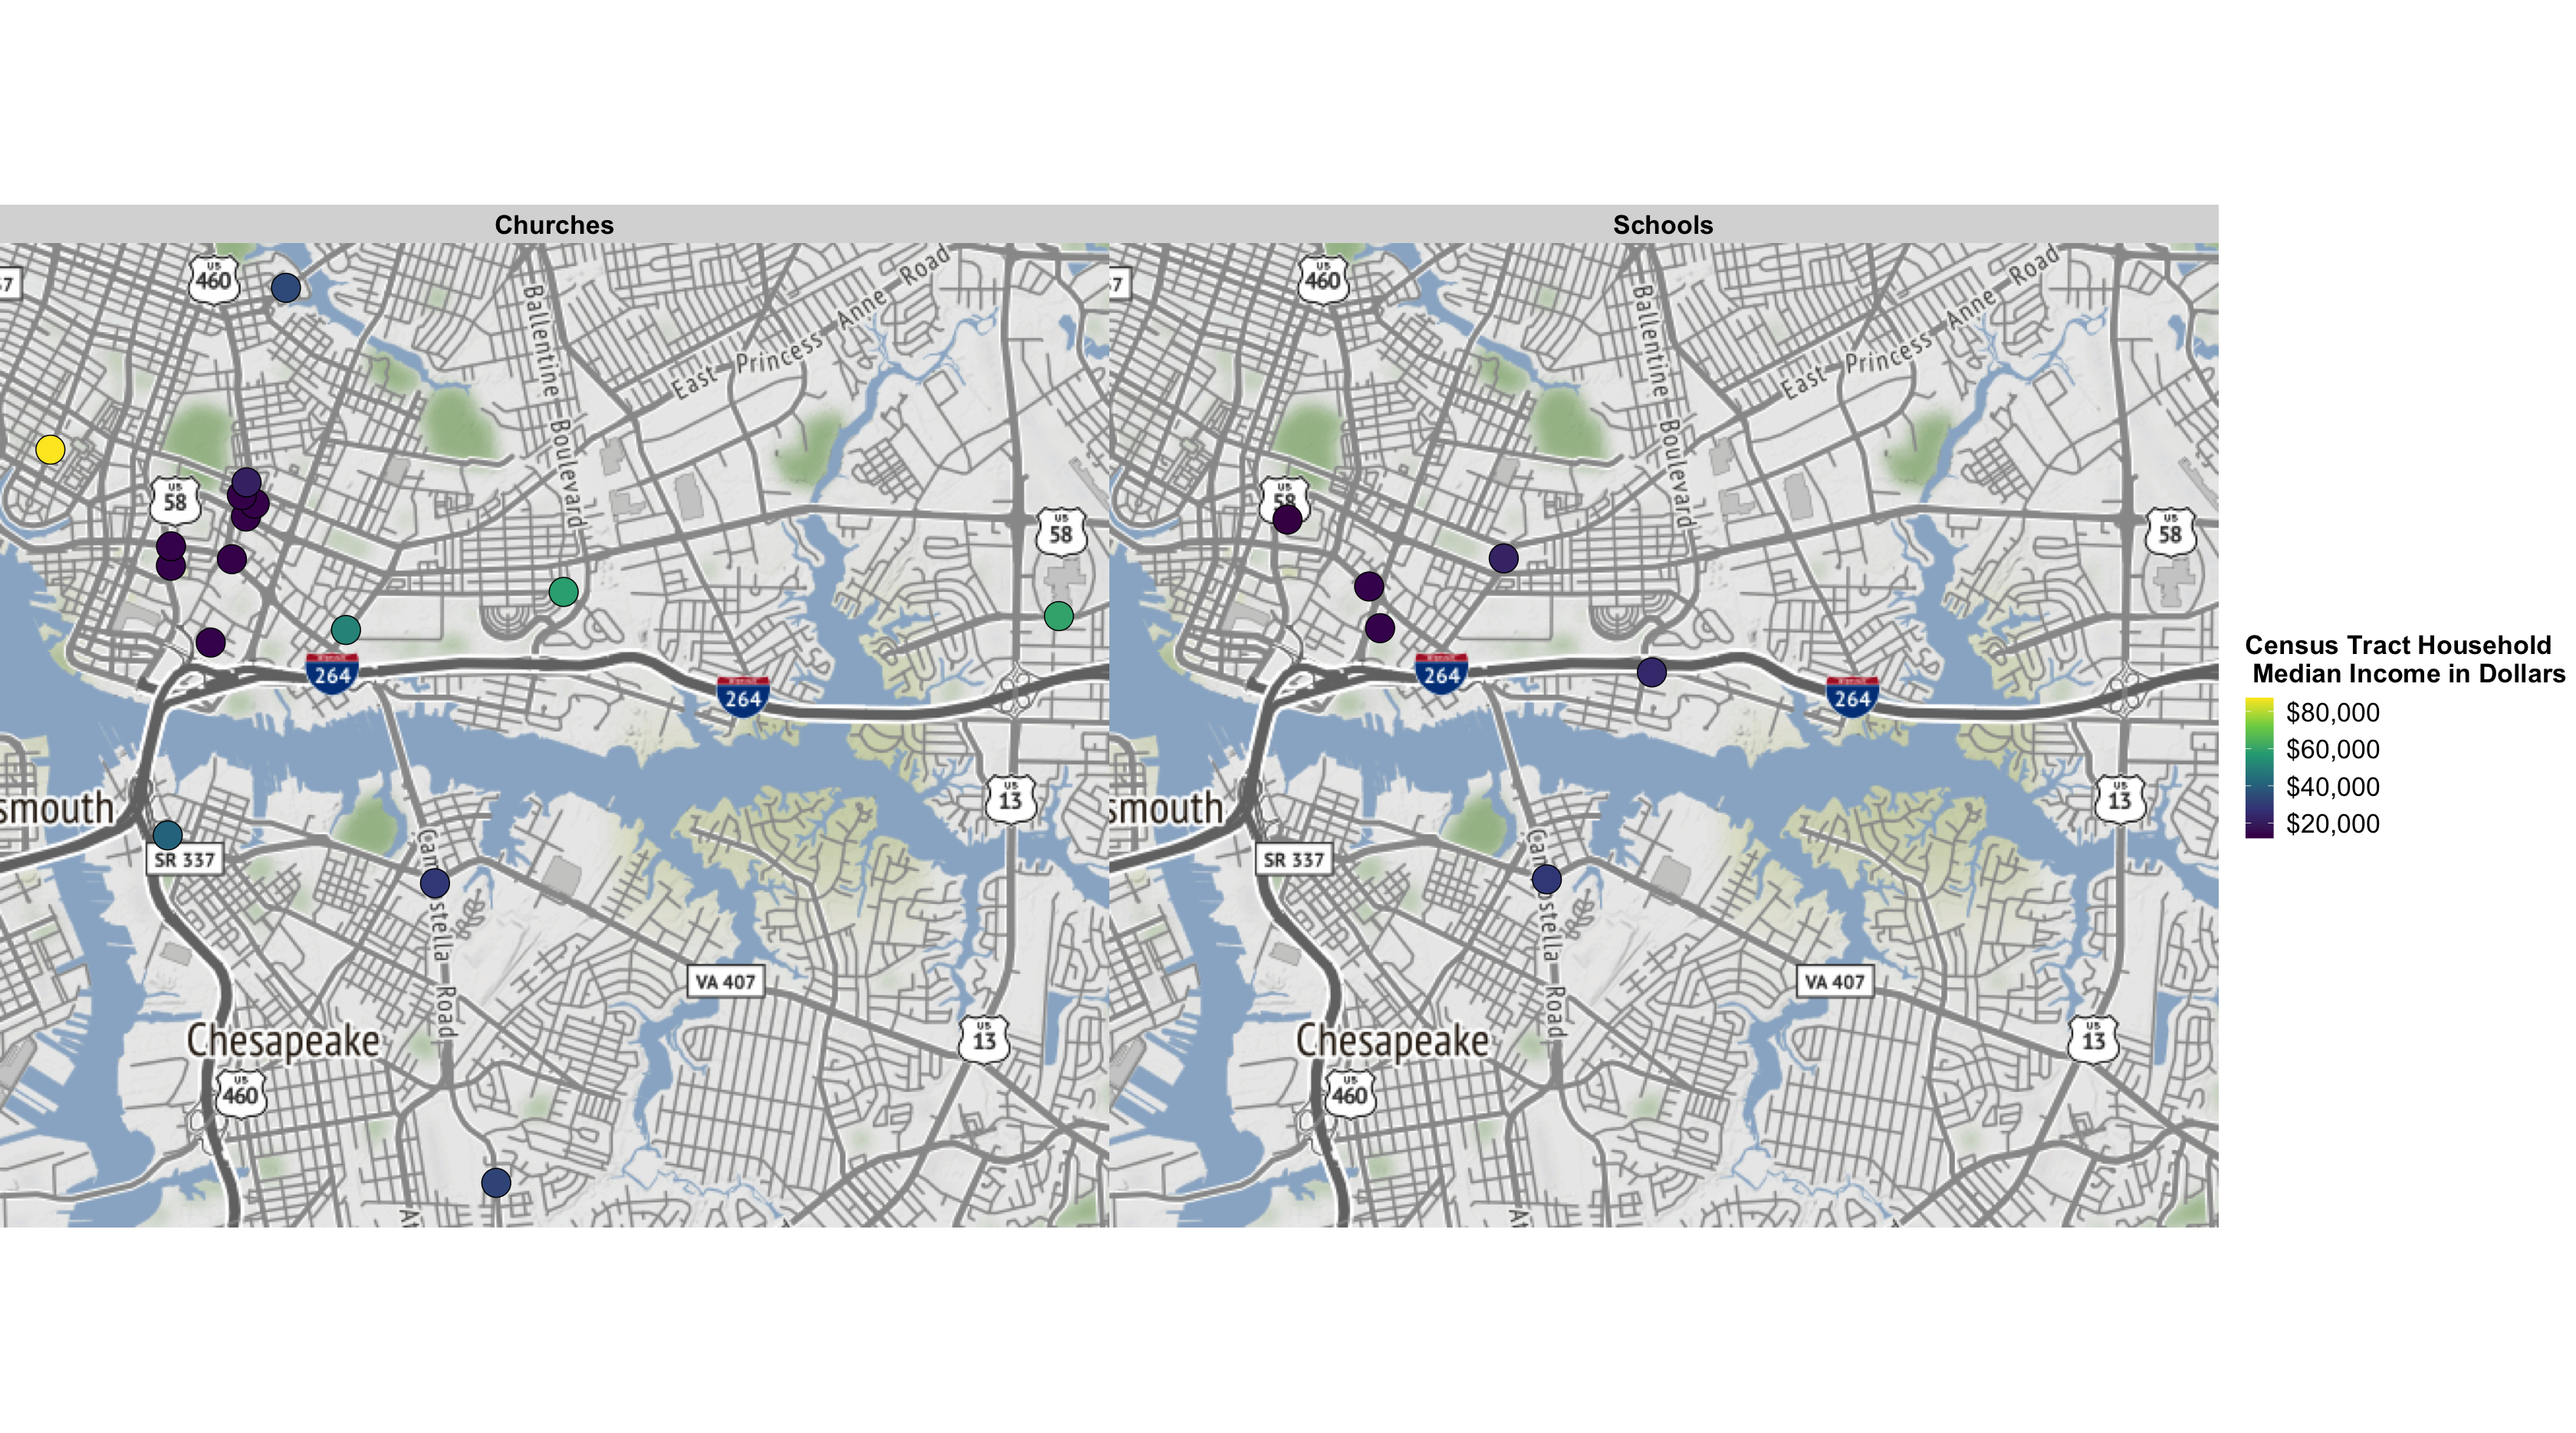 Churches
Schools
57
US
460
Ballentine Boulevard
East Princess Anne Road
US
58
US
58
264
264
smouth
US
13
SR 337
stella Road
VA 407
Chesapeake
US
13
US
460
7
US
460
Ballentine Boulevard
East Princess Anne Road
US
58
US
58
264
264
smouth
US
13
SR 337
stella Road
VA 407
Chesapeake
US
13
US
460
Census Tract Household
Median Income in Dollars
$80,000
$60,000
$40,000
$20,000